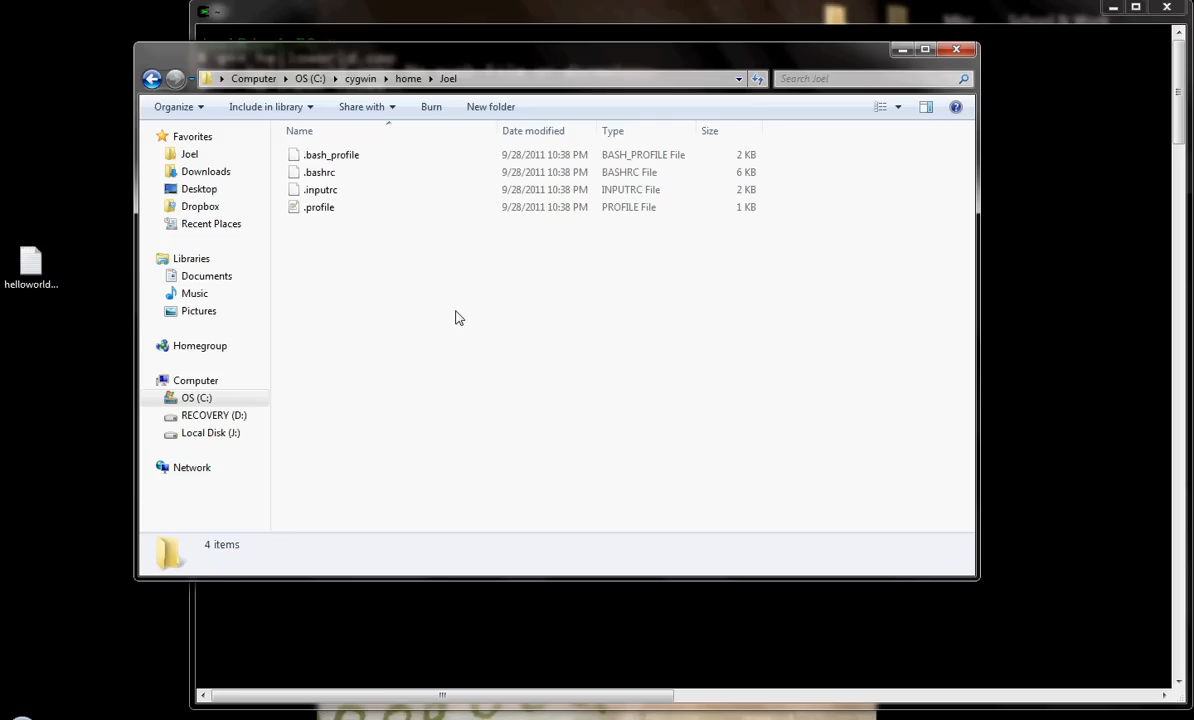 ~
Computer OS (C:) cygwin home Joel
Search Joel
Organize Include in library Share with Burn New folder
Name Date modified Type Size
.bash_profile 9/28/2011 10:38 PM BASH_PROFILE File 2 KB
.bashrc 9/28/2011 10:38 PM BASHRC File 6 KB
.inputrc 9/28/2011 10:38 PM INPUTRC File 2 KB
.profile 9/28/2011 10:38 PM PROFILE File 1 KB
Favorites
Joel
Downloads
Desktop
Dropbox
Recent Places
Libraries
Documents
Music
Pictures
Homegroup
Computer
OS (C:)
RECOVERY (D:)
Local Disk (J:)
Network
4 items
helloworld...